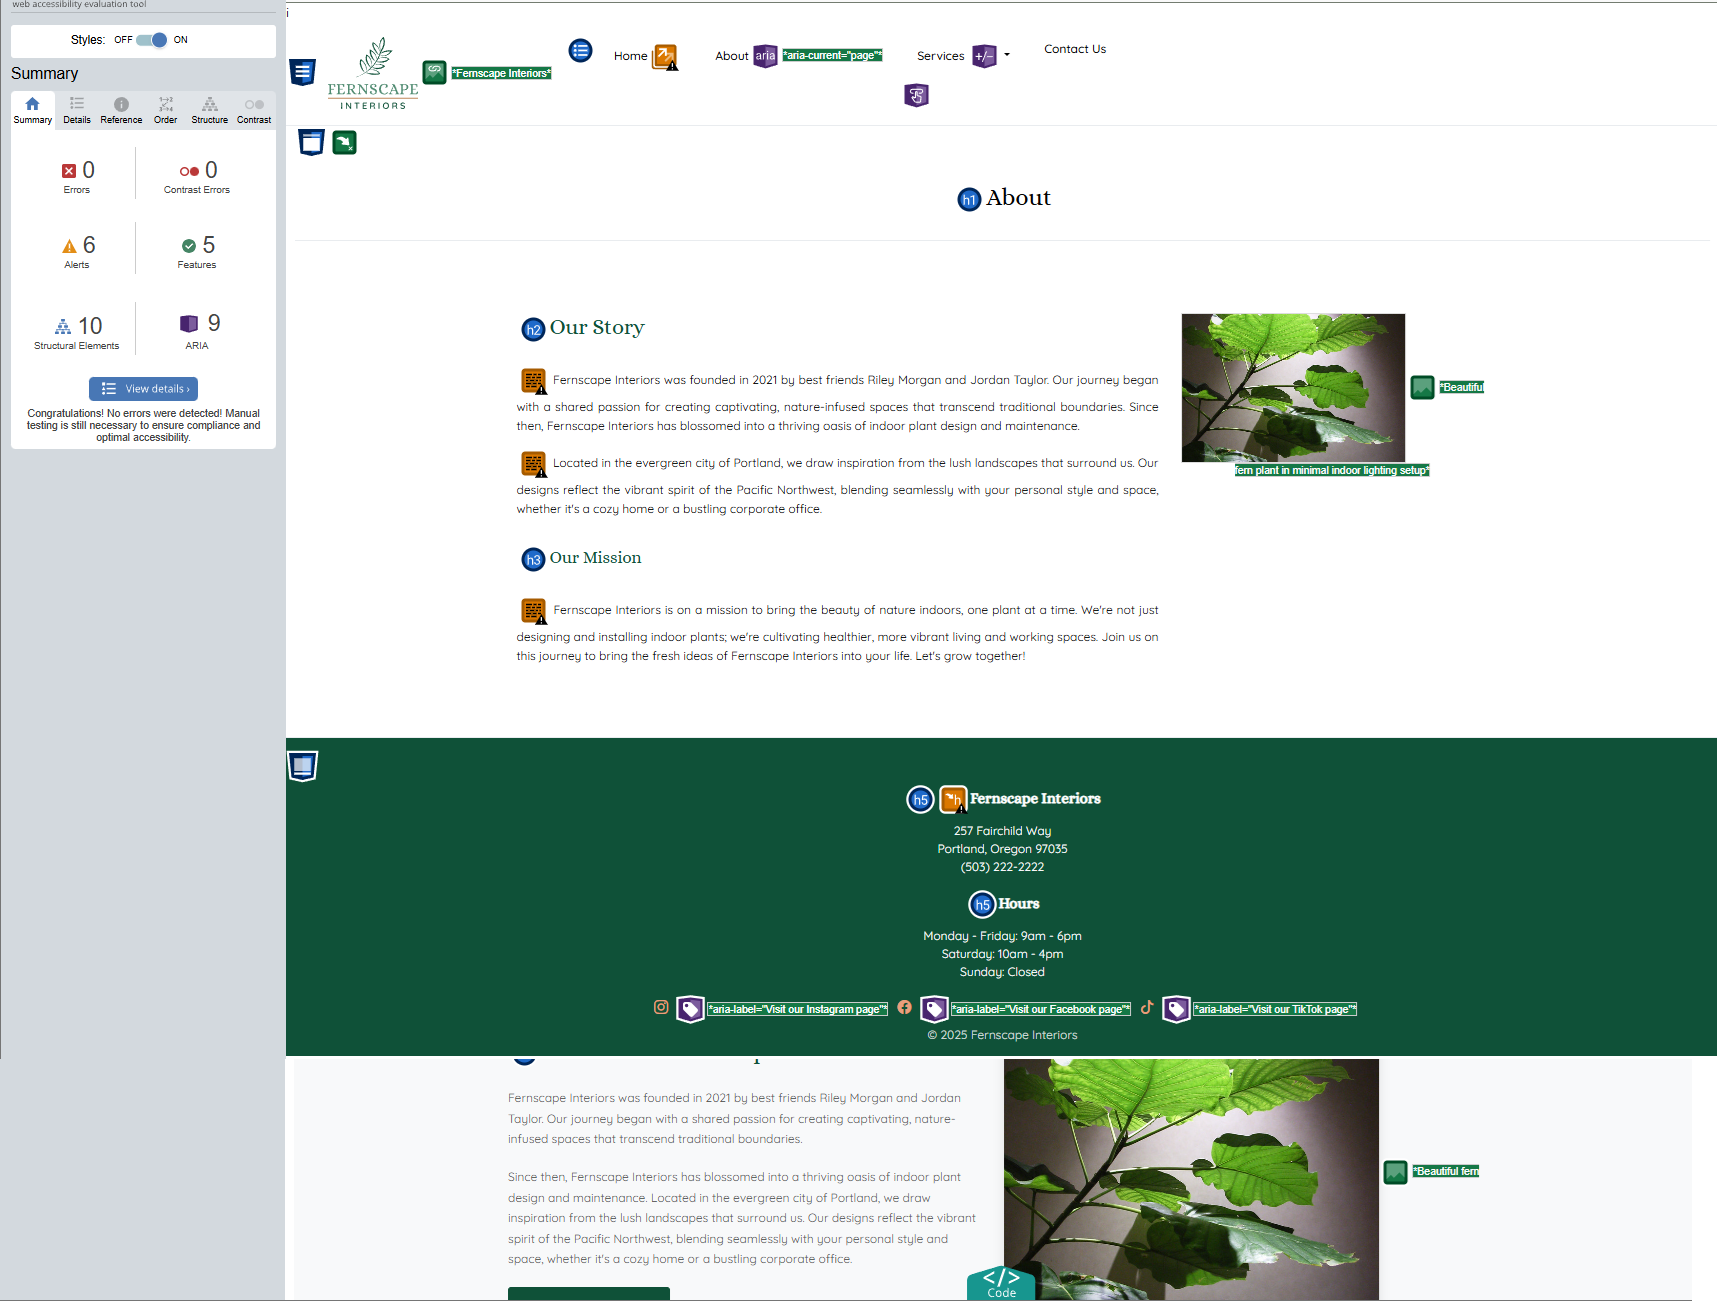 web accessibility evaluation tool
Styles: OFF ON
Summary
Summary Details Reference Order Structure Contrast
0 Errors
0 Contrast Errors
6 Alerts
5 Features
10 Structural Elements
9 ARIA
View details ›
Congratulations! No errors were detected! Manual
testing is still necessary to ensure compliance and
optimal accessibility.
i
FERNSCAPE
INTERIORS
*Fernscape Interiors*
Home
About aria *aria-current="page"*
Services +/-
Contact Us
h1 About
h2 Our Story
Fernscape Interiors was founded in 2021 by best friends Riley Morgan and Jordan Taylor. Our journey began
with a shared passion for creating captivating, nature-infused spaces that transcend traditional boundaries. Since
then, Fernscape Interiors has blossomed into a thriving oasis of indoor plant design and maintenance.
Located in the evergreen city of Portland, we draw inspiration from the lush landscapes that surround us. Our
designs reflect the vibrant spirit of the Pacific Northwest, blending seamlessly with your personal style and space,
whether it's a cozy home or a bustling corporate office.
*Beautiful
fern plant in minimal indoor lighting setup*
h3 Our Mission
Fernscape Interiors is on a mission to bring the beauty of nature indoors, one plant at a time. We're not just
designing and installing indoor plants; we're cultivating healthier, more vibrant living and working spaces. Join us on
this journey to bring the fresh ideas of Fernscape Interiors into your life. Let's grow together!
h5 h Fernscape Interiors
257 Fairchild Way
Portland, Oregon 97035
(503) 222-2222
h5 Hours
Monday - Friday: 9am - 6pm
Saturday: 10am - 4pm
Sunday: Closed
*aria-label="Visit our Instagram page"* *aria-label="Visit our Facebook page"* *aria-label="Visit our TikTok page"*
© 2025 Fernscape Interiors
Fernscape Interiors was founded in 2021 by best friends Riley Morgan and Jordan
Taylor. Our journey began with a shared passion for creating captivating, nature-
infused spaces that transcend traditional boundaries.
Since then, Fernscape Interiors has blossomed into a thriving oasis of indoor plant
design and maintenance. Located in the evergreen city of Portland, we draw
inspiration from the lush landscapes that surround us. Our designs reflect the vibrant
spirit of the Pacific Northwest, blending seamlessly with your personal style and
space, whether it's a cozy home or a bustling corporate office.
*Beautiful fern
</> Code